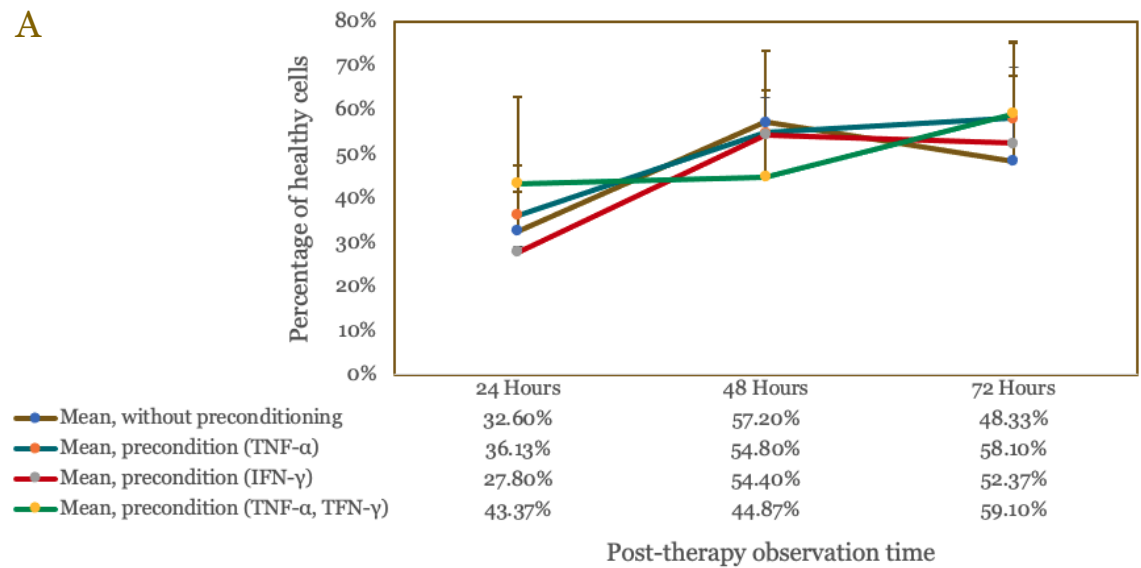 A
Percentage of healthy cells
80%
70%
60%
50%
40%
30%
20%
10%
0%
24 Hours 48 Hours 72 Hours
Mean, without preconditioning 32.60% 57.20% 48.33%
Mean, precondition (TNF-α) 36.13% 54.80% 58.10%
Mean, precondition (IFN-γ) 27.80% 54.40% 52.37%
Mean, precondition (TNF-α, TFN-γ) 43.37% 44.87% 59.10%
Post-therapy observation time